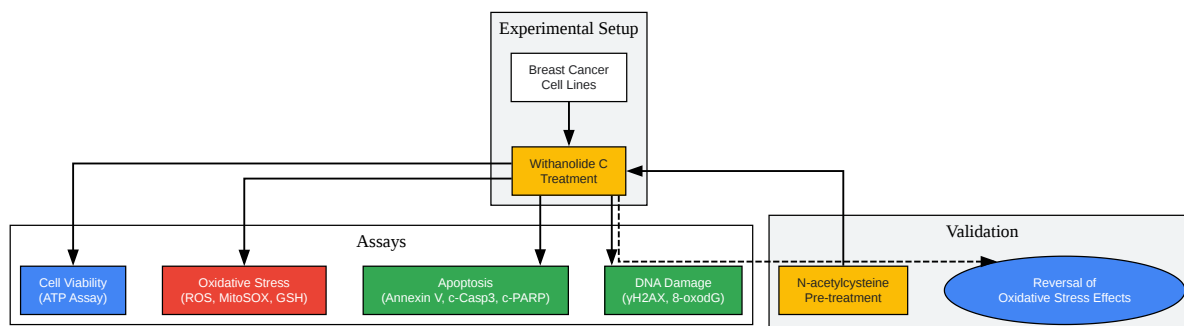 Experimental Setup
Breast Cancer
Cell Lines
Withanolide C
Treatment
Assays
Cell Viability
(ATP Assay)
Oxidative Stress
(ROS, MitoSOX, GSH)
Apoptosis
(Annexin V, c-Casp3, c-PARP)
DNA Damage
(γH2AX, 8-oxodG)
Validation
N-acetylcysteine
Pre-treatment
Reversal of
Oxidative Stress Effects